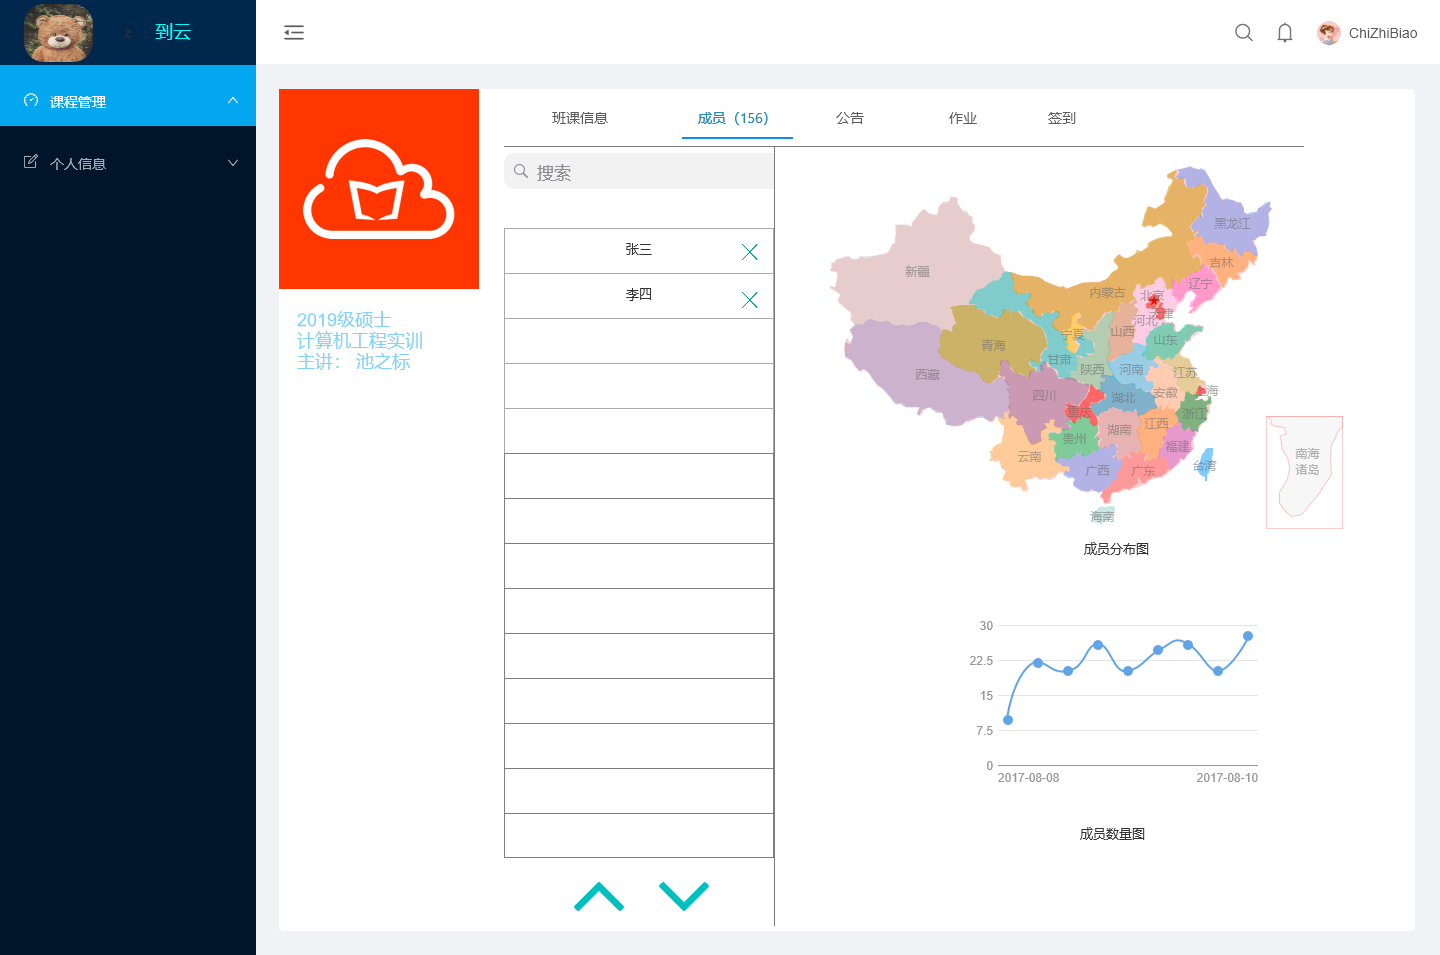 z
到云
ChiZhiBiao
课程管理
个人信息
班课信息
成员（156）
公告
作业
签到
搜索
张三
李四
2019级硕士
计算机工程实训
主讲： 池之标
黑龙江
吉林
辽宁
新疆
内蒙古
北京
天津
河北
山西
宁夏
山东
青海
甘肃
陕西
河南
江苏
西藏
四川
湖北
安徽
上海
重庆
浙江
江西
湖南
贵州
福建
云南
广西
广东
台湾
海南
南海
诸岛
成员分布图
30
22.5
15
7.5
0
2017-08-08
2017-08-10
成员数量图